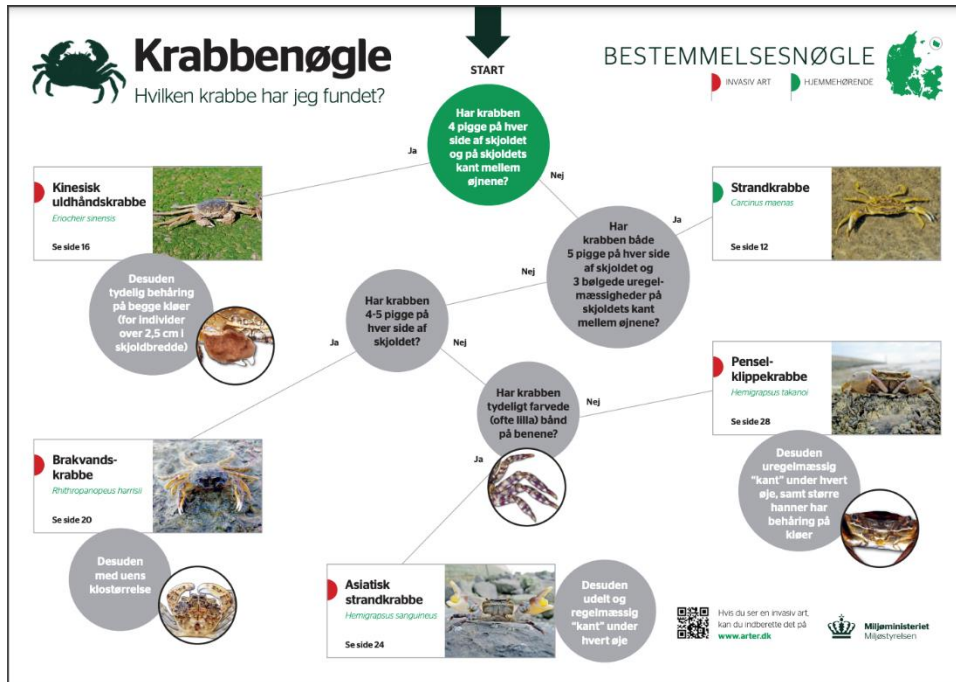 Krabbenøgle
Hvilken krabbe har jeg fundet?
START
BESTEMMELSESNØGLE
INVASIV ART
HJEMMEHØRENDE
Har krabben
4 pigge på hver
side af skjoldet
og på skjoldets
kant mellem
øjnene?
Ja
Nej
Kinesisk
uldhåndskrabbe
Eriocheir sinensis
Se side 16
Desuden
tydelig behåring
på begge kløer
(for individer
over 2,5 cm i
skjoldbredde)
Har
krabben både
5 pigge på hver side
af skjoldet og
3 bølgede uregel-
mæssigheder på
skjoldets kant
mellem øjnene?
Ja
Nej
Strandkrabbe
Carcinus maenas
Se side 12
Har krabben
4-5 pigge på
hver side af
skjoldet?
Ja
Nej
Brakvands-
krabbe
Rhithropanopeus harrisii
Se side 20
Desuden
med uens
klostørrelse
Har krabben
tydeligt farvede
(ofte lilla) bånd
på benene?
Ja
Nej
Pensel-
klippekrabbe
Hemigrapsus takanoi
Se side 28
Desuden
uregelmæssig
"kant" under hvert
øje, samt større
hanner har
behåring på
kløer
Asiatisk
strandkrabbe
Hemigrapsus sanguineus
Se side 24
Desuden
udelt og
regelmæssig
"kant" under
hvert øje
Hvis du ser en invasiv art,
kan du indberette det på
www.arter.dk
Miljøministeriet
Miljøstyrelsen